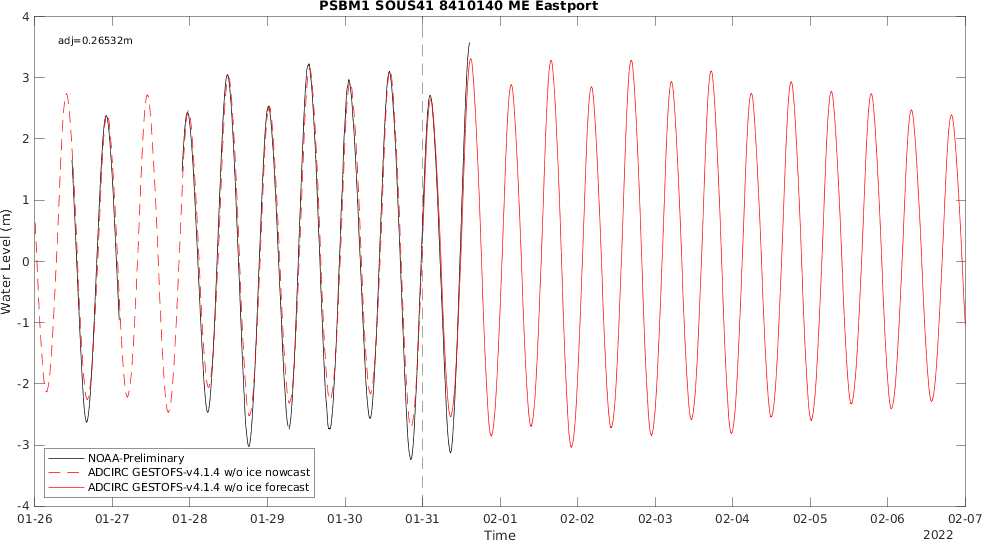 PSBM1 SOUS41 8410140 ME Eastport
adj=0.26532m
4
3
2
1
0
-1
-2
-3
-4
Water Level (m)
NOAA-Preliminary
ADCIRC GESTOFS-v4.1.4 w/o ice nowcast
ADCIRC GESTOFS-v4.1.4 w/o ice forecast
01-26 01-27 01-28 01-29 01-30 01-31 02-01 02-02 02-03 02-04 02-05 02-06 02-07
Time
2022